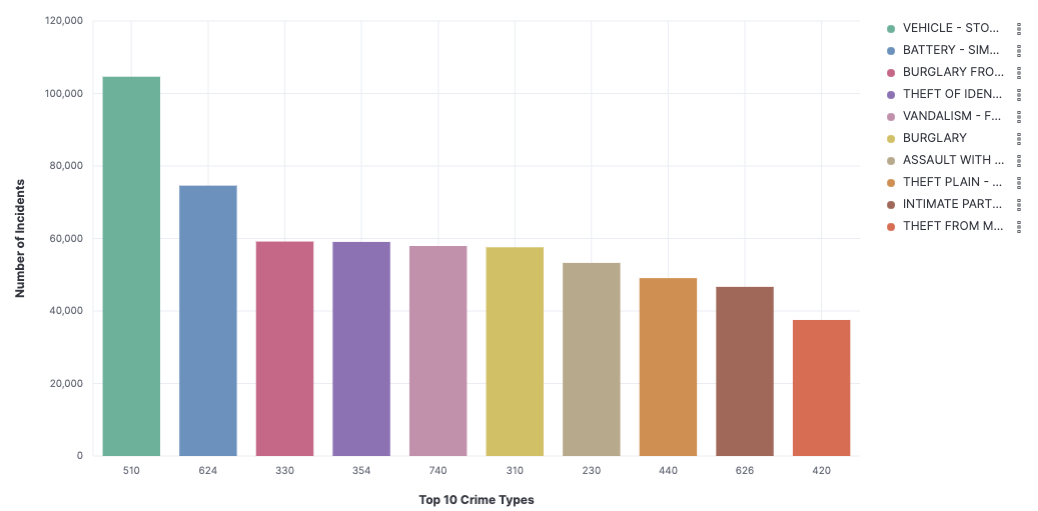 120,000
100,000
80,000
60,000
40,000
20,000
0
Number of Incidents
510 624 330 354 740 310 230 440 626 420
Top 10 Crime Types
VEHICLE - STO...
BATTERY - SIM...
BURGLARY FRO...
THEFT OF IDEN...
VANDALISM - F...
BURGLARY
ASSAULT WITH ...
THEFT PLAIN - ...
INTIMATE PART...
THEFT FROM M...